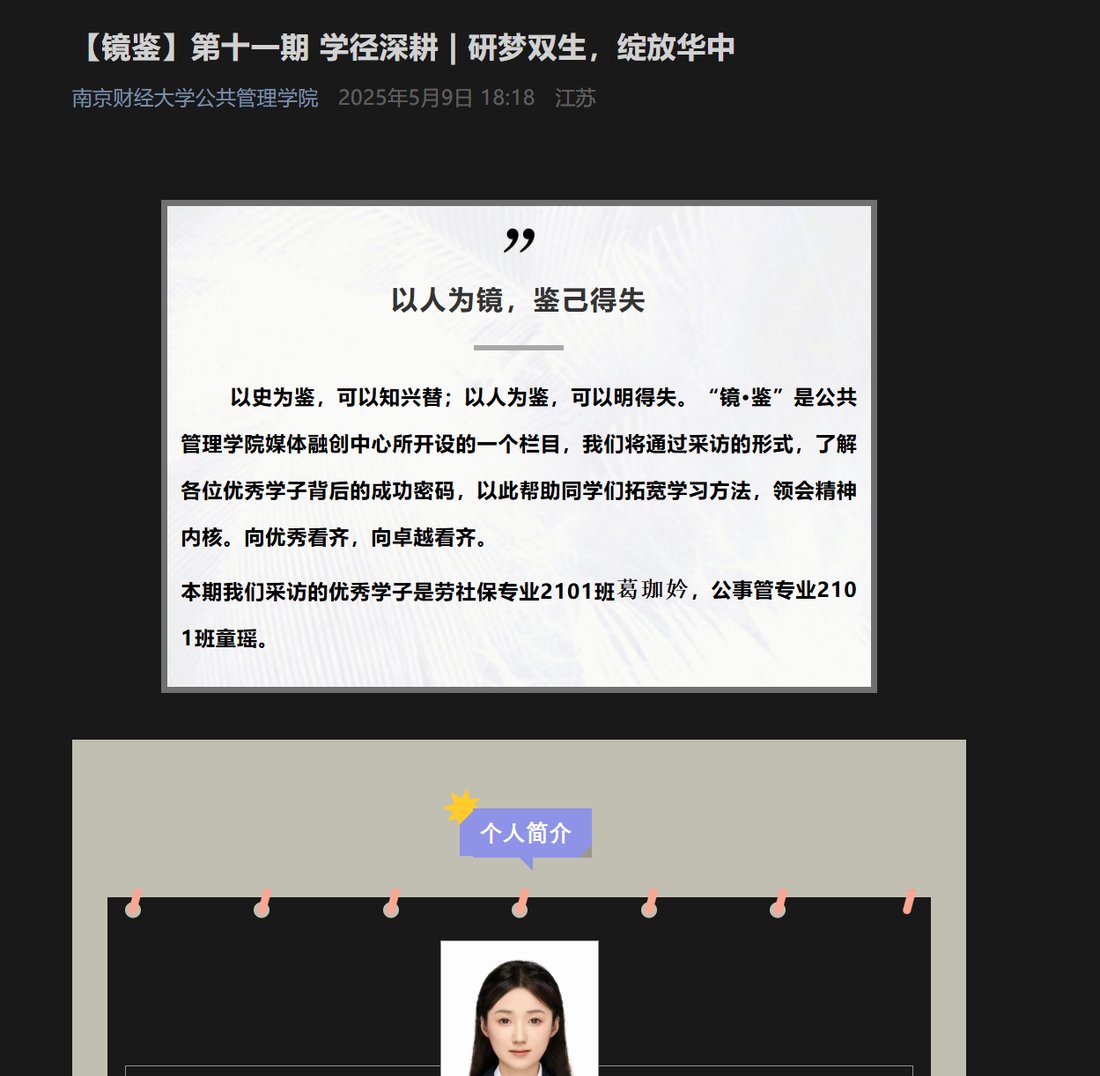 【镜鉴】第十一期 学径深耕 | 研梦双生，绽放华中
南京财经大学公共管理学院 2025年5月9日 18:18 江苏
”
以人为镜，鉴己得失
以史为鉴，可以知兴替；以人为鉴，可以明得失。“镜·鉴”是公共
管理学院媒体融创中心所开设的一个栏目，我们将通过采访的形式，了解
各位优秀学子背后的成功密码，以此帮助同学们拓宽学习方法，领会精神
内核。向优秀看齐，向卓越看齐。
本期我们采访的优秀学子是劳社保专业2101班葛珈妗，公事管专业210
1班童瑶。
个人简介